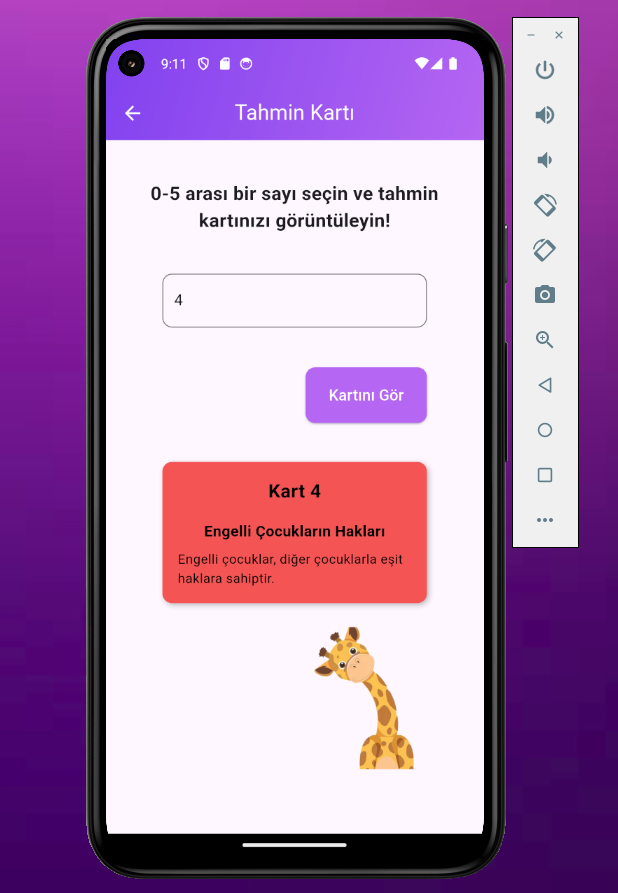 9:11
Tahmin Kartı
0-5 arası bir sayı seçin ve tahmin
kartınızı görüntüleyin!
4
Kartını Gör
Kart 4
Engelli Çocukların Hakları
Engelli çocuklar, diğer çocuklarla eşit
haklara sahiptir.